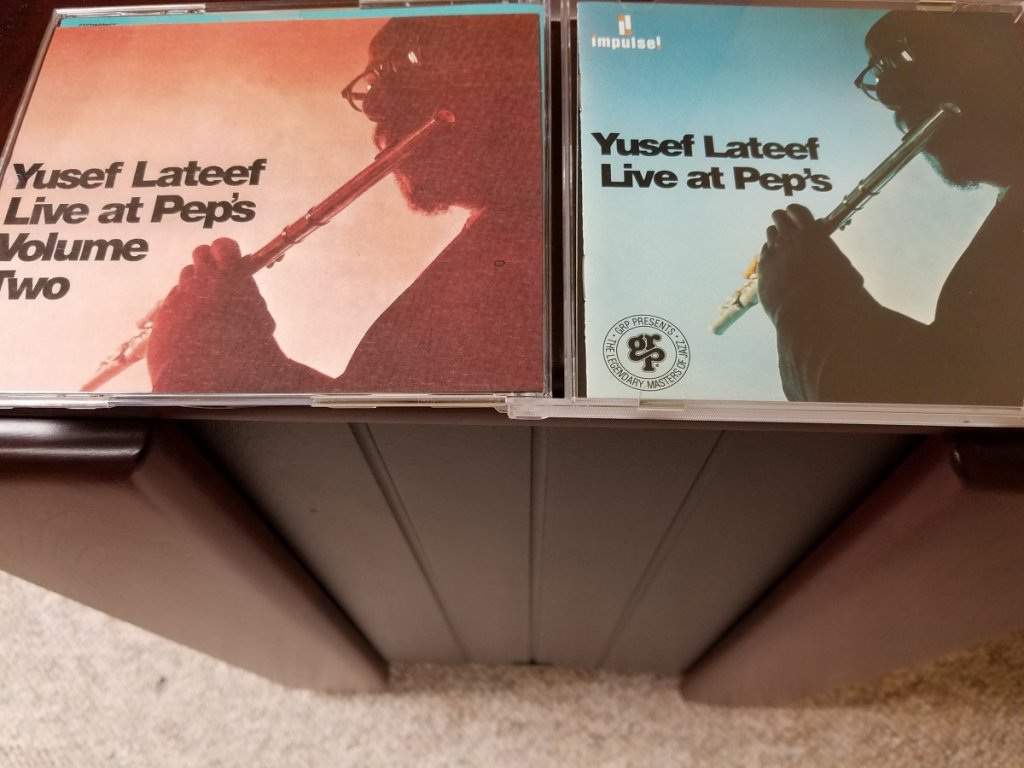 Yusef Lateef
Live at Pep's
Volume
Two
impulse!
Yusef Lateef
Live at Pep's
GRP PRESENTS
grp
THE LEGENDARY MASTERS OF JAZZ